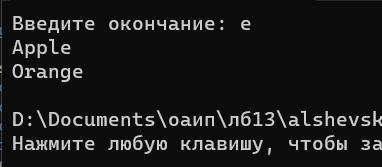 Введите окончание: e
Apple
Orange
D:\Documents\оаип\лб13\alshevsk
Нажмите любую клавишу, чтобы за